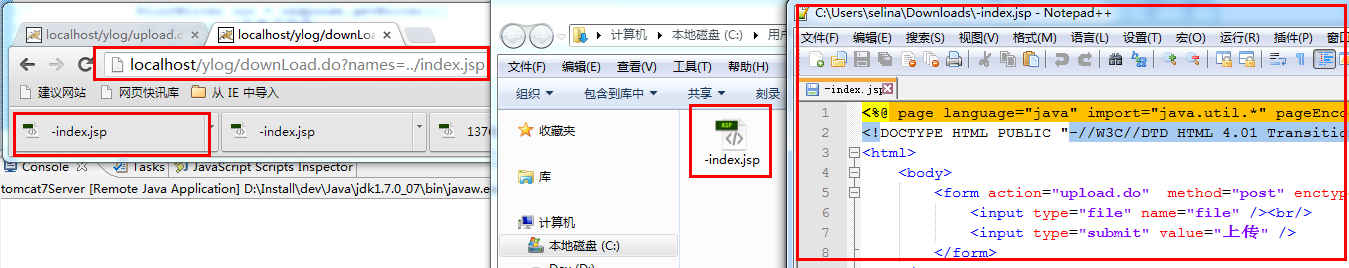 localhost/ylog/upload.d
localhost/ylog/downLoa
localhost/ylog/downLoad.do?names=../index.jsp
建议网站
网页快讯库
从 IE 中导入
-index.jsp
-index.jsp
137
Console
Tasks
JavaScript Scripts Inspector
tomcat7Server [Remote Java Application] D:\Install\dev\Java\jdk1.7.0_07\bin\javaw.e
计算机
本地磁盘 (C:)
用户
文件(F)
编辑(E)
查看(V)
工具(T)
帮助(H)
组织
包含到库中
共享
刻录
收藏夹
库
计算机
本地磁盘 (C:)
ASP
-index.jsp
C:\Users\selina\Downloads\-index.jsp - Notepad++
文件(F) 编辑(E) 搜索(S) 视图(V) 格式(M) 语言(L) 设置(T) 宏(O) 运行(R) 插件(P) 窗口
-index.jsp
1 <%@ page language="java" import="java.util.*" pageEnco
2 <!DOCTYPE HTML PUBLIC "-//W3C//DTD HTML 4.01 Transitio
3 <html>
4 <body>
5 <form action="upload.do" method="post" enctyp
6 <input type="file" name="file" /><br/>
7 <input type="submit" value="上传" />
8 </form>